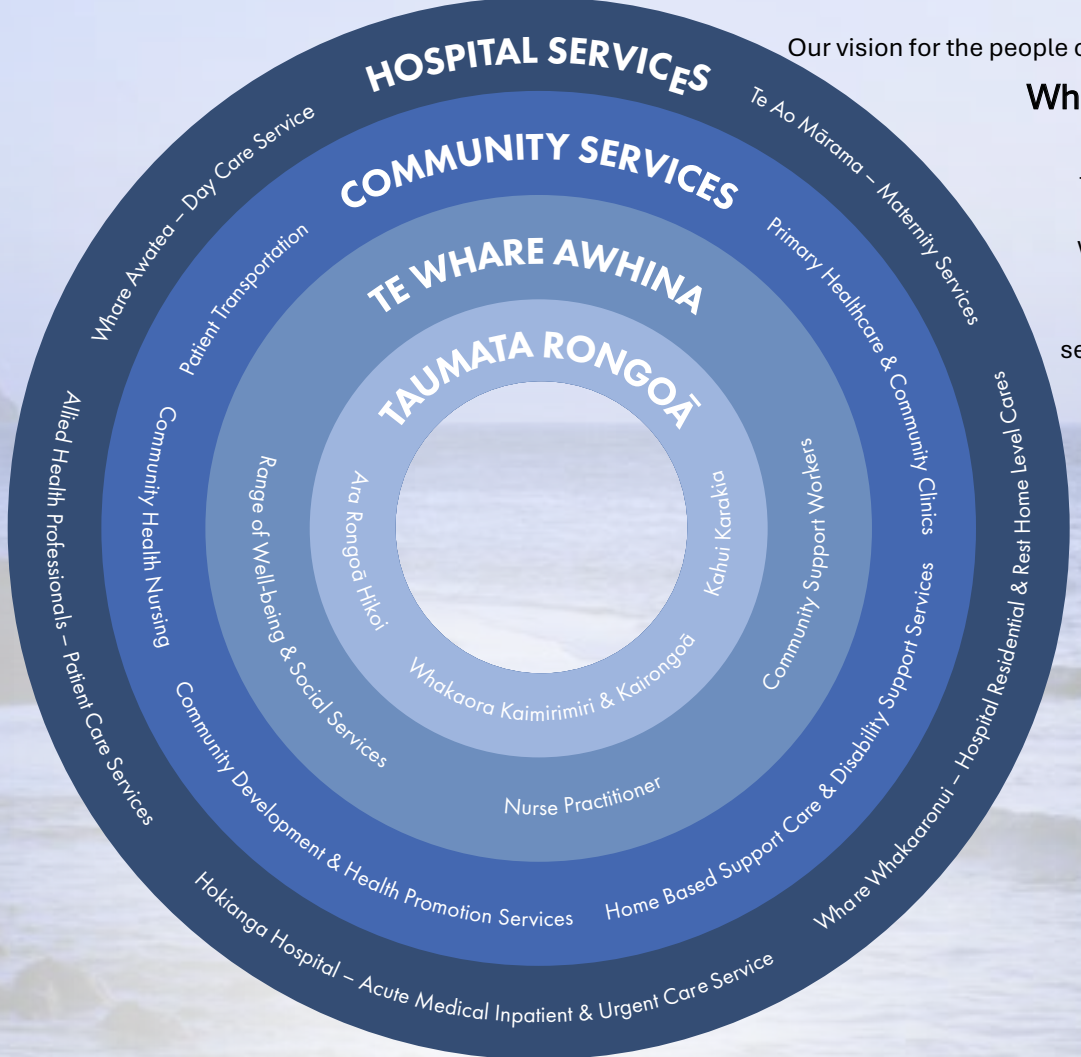 Our vision for the people
HOSPITAL SERVICES
Te Ao Mārama – Maternity Services
Whare Whakaaronui – Hospital Residential & Rest Home Level Cares
Hokianga Hospital – Acute Medical Inpatient & Urgent Care Service
Allied Health Professionals – Patient Care Services
Whare Awatea – Day Care Service
COMMUNITY SERVICES
Primary Healthcare & Community Clinics
Home Based Support Care & Disability Support Services
Community Development & Health Promotion Services
Community Health Nursing
Patient Transportation
TE WHARE AWHINA
Community Support Workers
Nurse Practitioner
Range of Well-being & Social Services
TAUMATA RONGOĀ
Kahui Karakia
Whakaora Kaimirimiri & Kairongoā
Ara Rongoā Hikoi